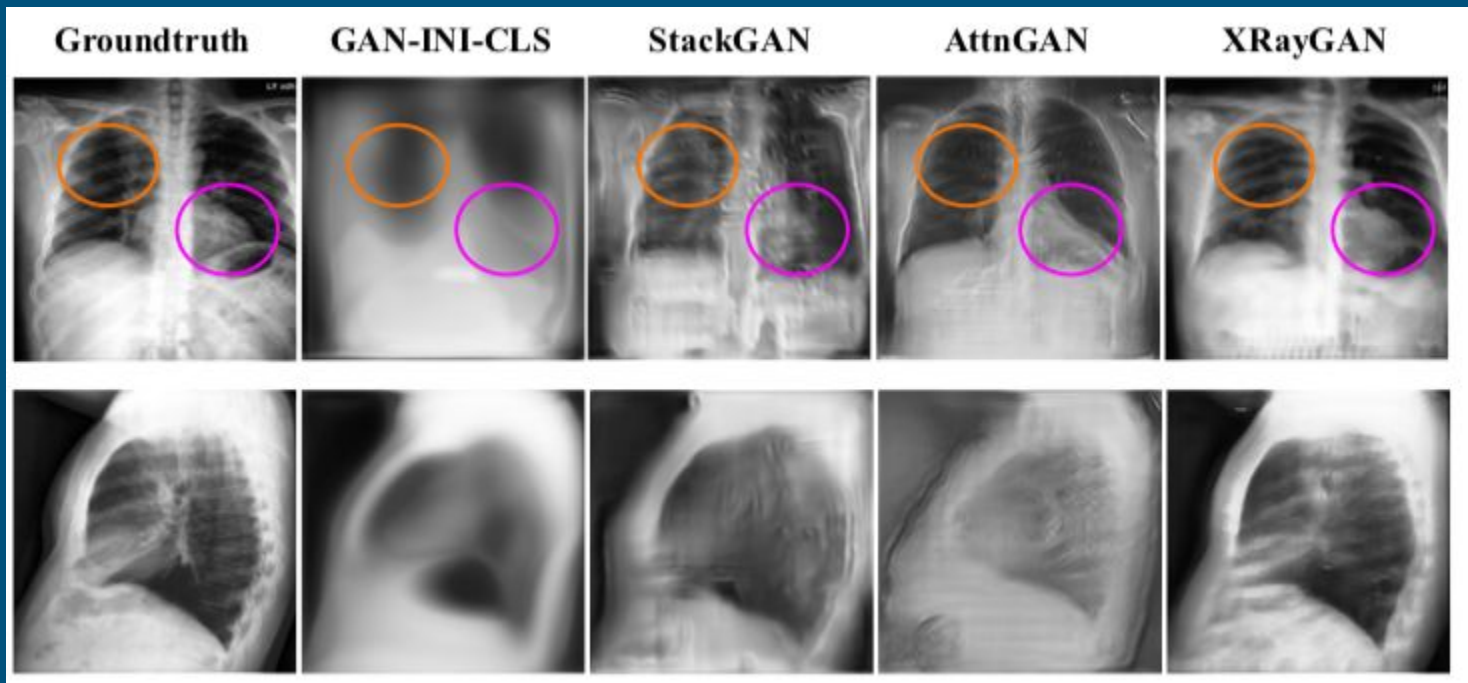 Groundtruth
GAN-INI-CLS
StackGAN
AttnGAN
XRayGAN